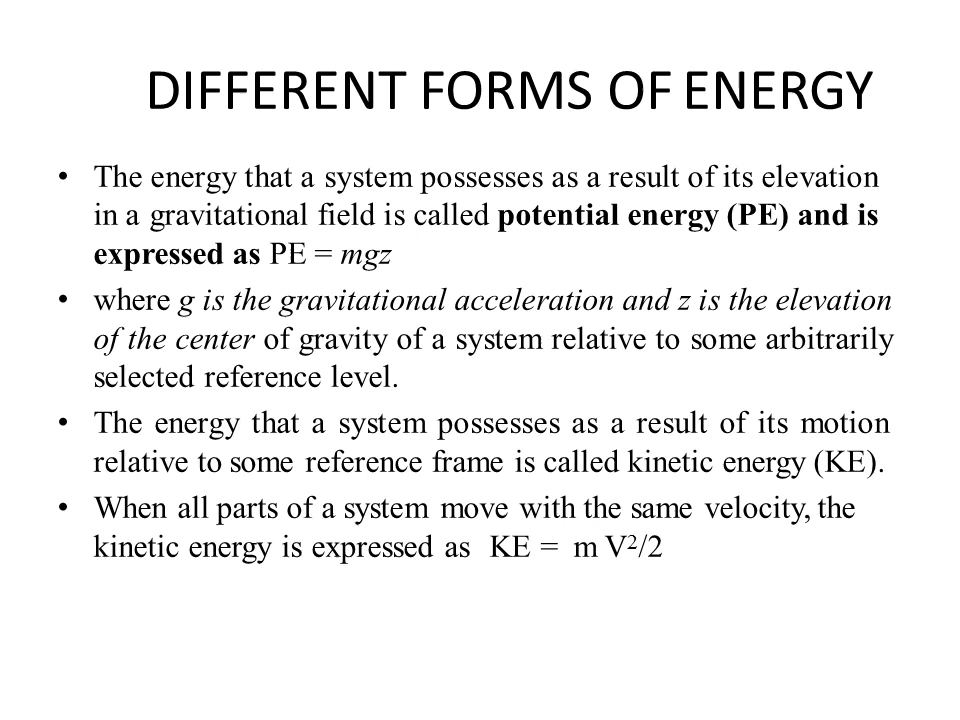 DIFFERENT FORMS OF ENERGY
• The energy that a system possesses as a result of its elevation
in a gravitational field is called potential energy (PE) and is
expressed as PE = mgz
• where g is the gravitational acceleration and z is the elevation
of the center of gravity of a system relative to some arbitrarily
selected reference level.
• The energy that a system possesses as a result of its motion
relative to some reference frame is called kinetic energy (KE).
• When all parts of a system move with the same velocity, the
kinetic energy is expressed as KE = m V²/2